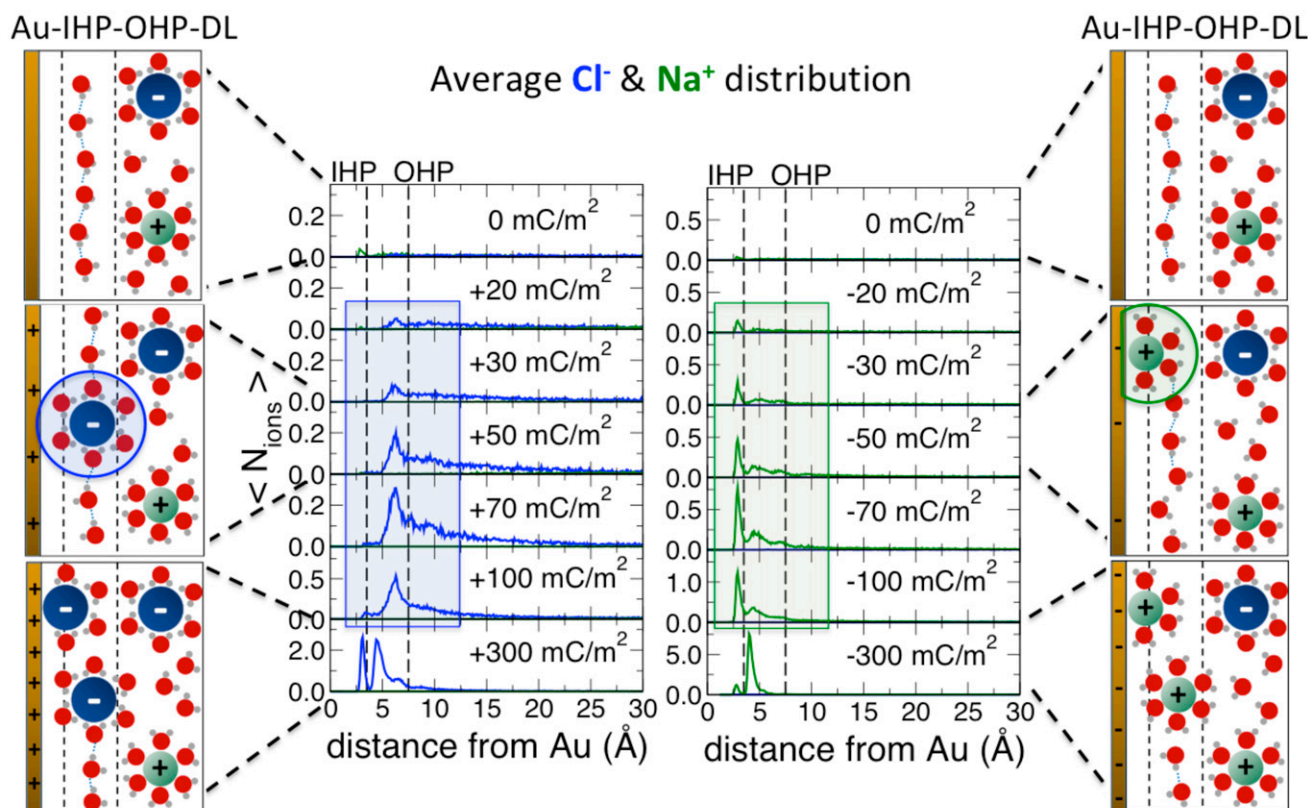 Au-IHP-OHP-DL
Au-IHP-OHP-DL
Average Cl⁻ & Na⁺ distribution
IHP OHP
0.2
0.0
0 mC/m²
0.2
0.0
+20 mC/m²
0.2
0.0
+30 mC/m²
0.2
0.0
+50 mC/m²
0.2
0.0
+70 mC/m²
0.5
0.0
+100 mC/m²
2.0
0.0
+300 mC/m²
< N_ions >
0 5 10 15 20 25 30
distance from Au (Å)
IHP OHP
0.5
0.0
0 mC/m²
0.5
0.0
-20 mC/m²
0.5
0.0
-30 mC/m²
0.5
0.0
-50 mC/m²
0.5
0.0
-70 mC/m²
1.0
0.0
-100 mC/m²
5.0
0.0
-300 mC/m²
0 5 10 15 20 25 30
distance from Au (Å)